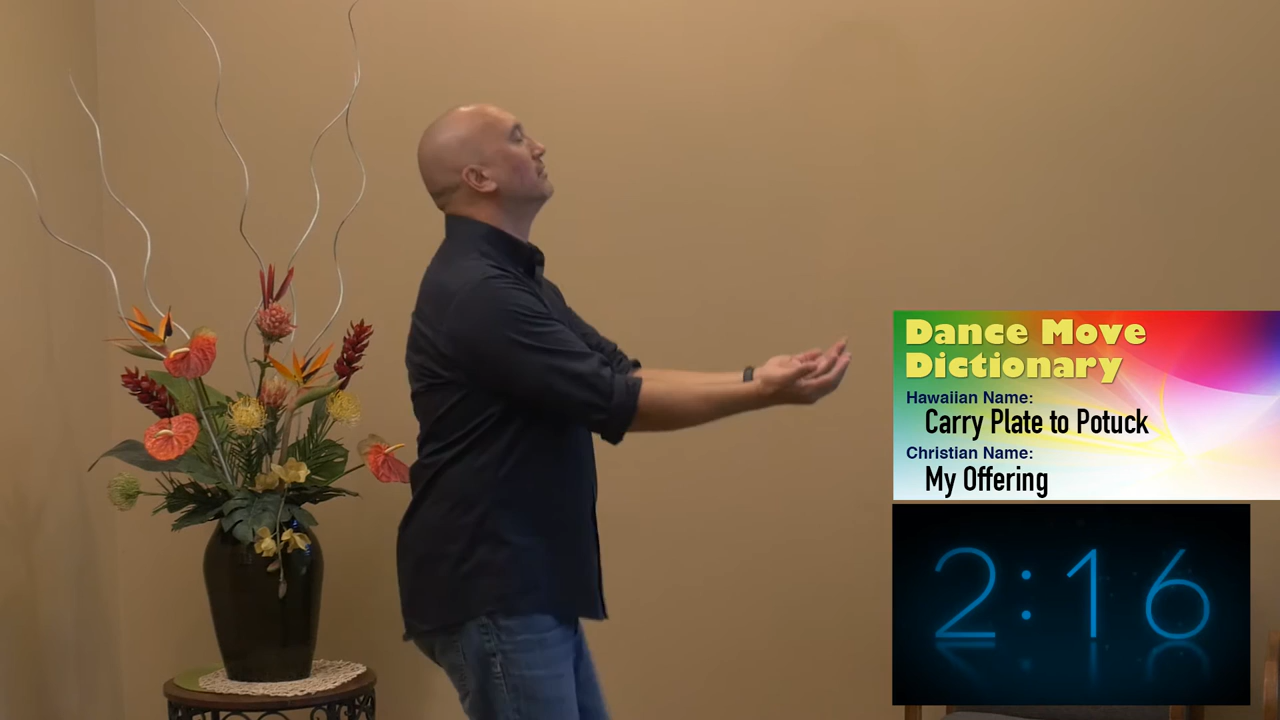 Dance Move
Dictionary
Hawaiian Name:
Carry Plate to Potuck
Christian Name:
My Offering
2:16